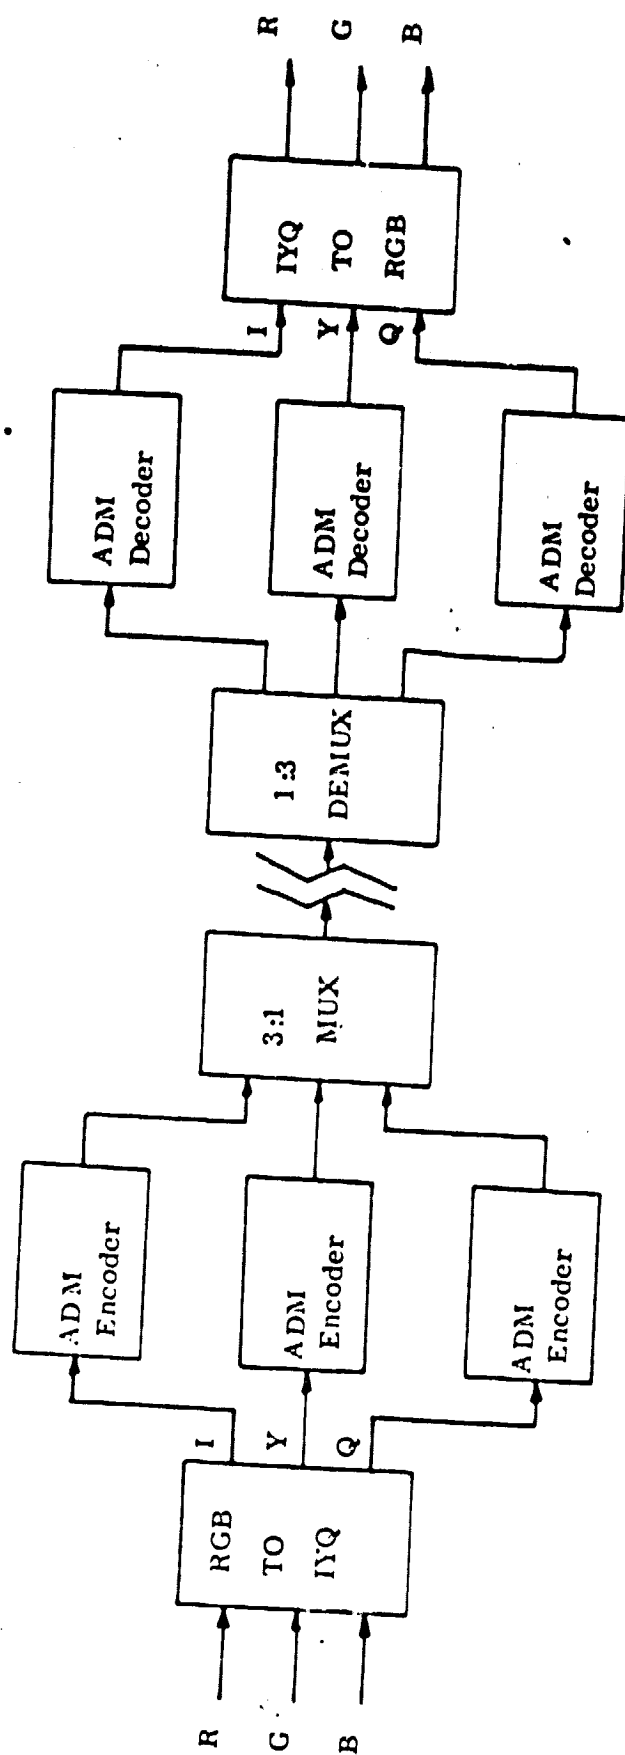 R
G
B
RGB
TO
IYQ
I
Y
Q
ADM
Encoder
ADM
Encoder
ADM
Encoder
3:1
MUX
1:3
DEMUX
ADM
Decoder
ADM
Decoder
ADM
Decoder
I
Y
Q
IYQ
TO
RGB
R
G
B